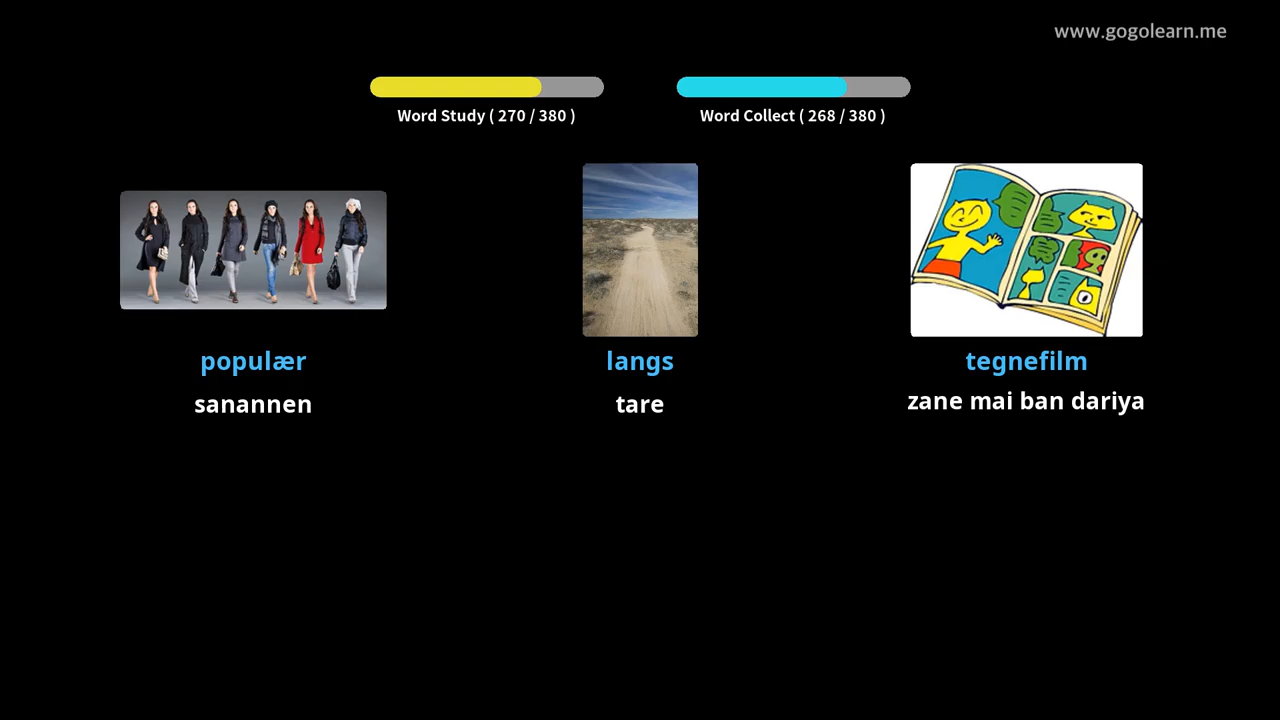 www.gogolearn.me
Word Study ( 270 / 380 )
Word Collect ( 268 / 380 )
populær
langs
tegnefilm
sanannen
tare
zane mai ban dariya